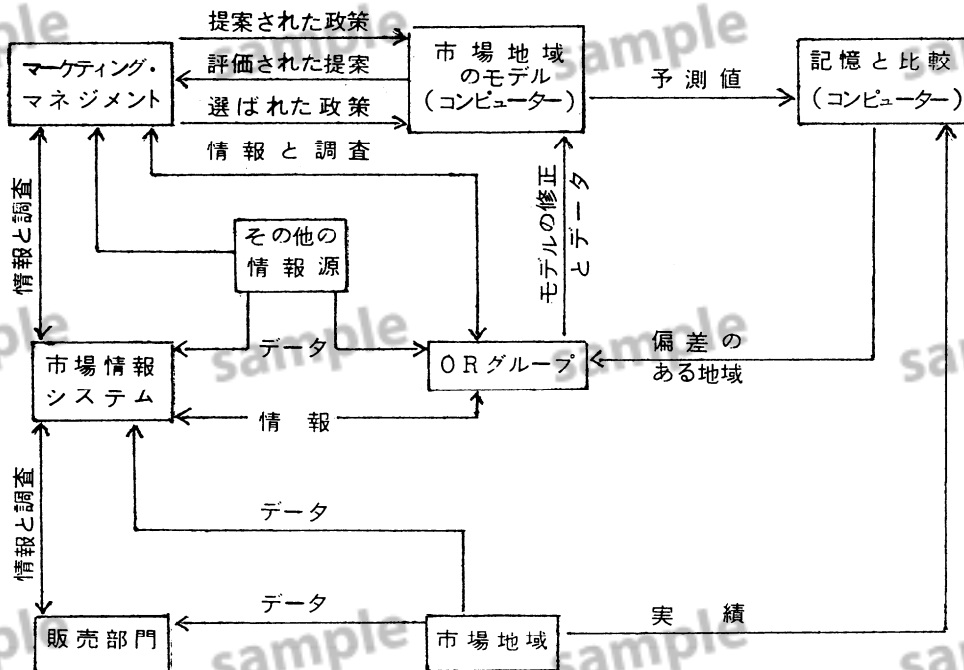 提案された政策
マーケティング・
マネジメント
評価された提案
選ばれた政策
市場地域
のモデル
(コンピューター)
予測値
記憶と比較
(コンピューター)
情報と調査
情報と調査
その他の
情報源
モデルの修正
とデータ
データ
市場情報
システム
ORグループ
偏差の
ある地域
情報
情報と調査
データ
データ
販売部門
市場地域
実績
sample
sample
sample
sample
sample
sample
sample
sample
sample
sample
sample
sample